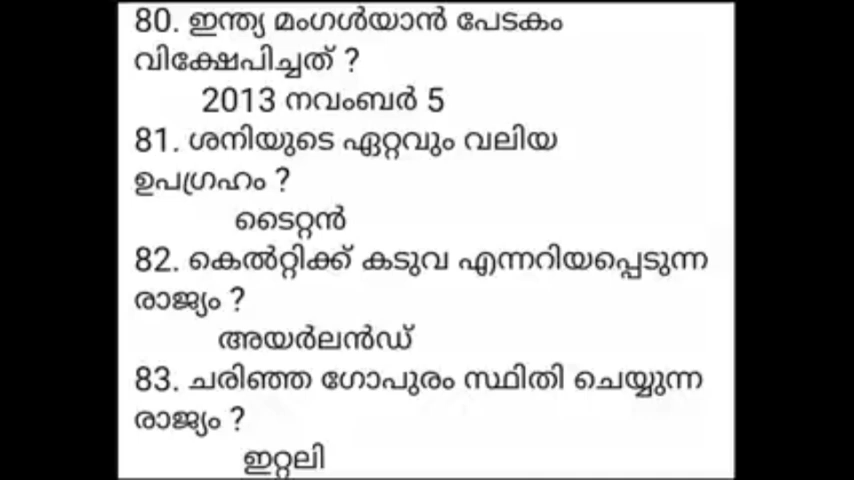 80. ഇന്ത്യ മംഗൾയാൻ പേടകം
വിക്ഷേപിച്ചത് ?
2013 നവംബർ 5
81. ശനിയുടെ ഏറ്റവും വലിയ
ഉപഗ്രഹം ?
ടൈറ്റൻ
82. കെൽറ്റിക്ക് കടുവ എന്നറിയപ്പെടുന്ന
രാജ്യം ?
അയർലൻഡ്
83. ചരിഞ്ഞ ഗോപുരം സ്ഥിതി ചെയ്യുന്ന
രാജ്യം ?
ഇറ്റലി